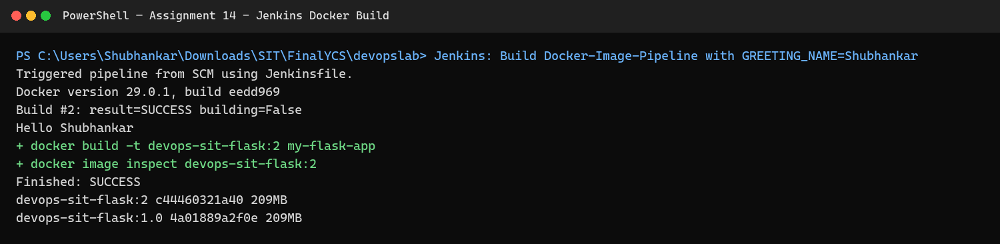 PowerShell — Assignment 14 - Jenkins Docker Build
PS C:\Users\Shubhankar\Downloads\SIT\FinalYCS\devopslab> Jenkins: Build Docker-Image-Pipeline with GREETING_NAME=Shubhankar
Triggered pipeline from SCM using Jenkinsfile.
Docker version 29.0.1, build eedd969
Build #2: result=SUCCESS building=False
Hello Shubhankar
+ docker build -t devops-sit-flask:2 my-flask-app
+ docker image inspect devops-sit-flask:2
Finished: SUCCESS
devops-sit-flask:2 c44460321a40 209MB
devops-sit-flask:1.0 4a01889a2f0e 209MB